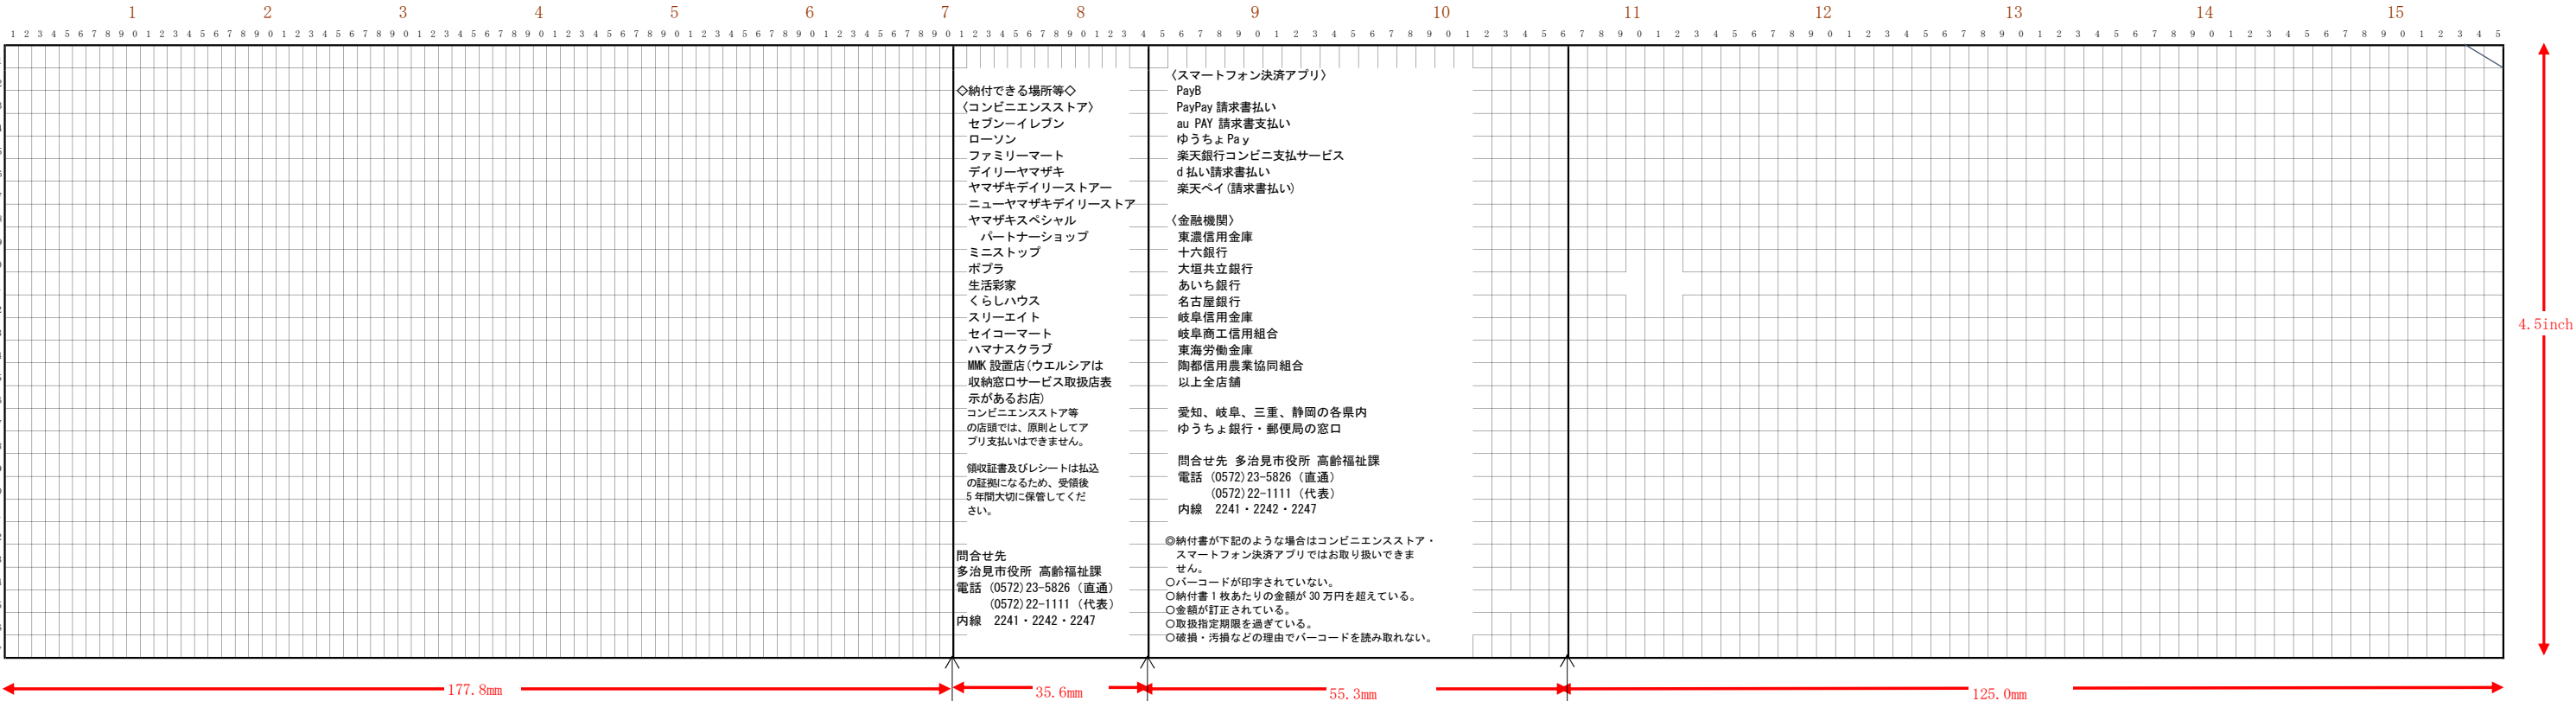 1 2 3 4 5 6 7 8 9 10 11 12 13 14 15
◇納付できる場所等◇
〈コンビニエンスストア〉
セブン－イレブン
ローソン
ファミリーマート
デイリーヤマザキ
ヤマザキデイリーストアー
ニューヤマザキデイリーストア
ヤマザキスペシャル
パートナーショップ
ミニストップ
ポプラ
生活彩家
くらしハウス
スリーエイト
セイコーマート
ハマナスクラブ
MMK設置店(ウエルシアは
収納窓口サービス取扱店表
示があるお店)
コンビニエンスストア等
の店頭では、原則としてア
プリ支払いはできません。
領収証書及びレシートは払込
の証拠になるため、受領後
5年間大切に保管してくだ
さい。
問合せ先
多治見市役所 高齢福祉課
電話 (0572)23-5826（直通）
(0572)22-1111（代表）
内線 2241・2242・2247
〈スマートフォン決済アプリ〉
PayB
PayPay請求書払い
au PAY 請求書支払い
ゆうちょPaｙ
楽天銀行コンビニ支払サービス
d払い請求書払い
楽天ペイ(請求書払い)
〈金融機関〉
東濃信用金庫
十六銀行
大垣共立銀行
あいち銀行
名古屋銀行
岐阜信用金庫
岐阜商工信用組合
東海労働金庫
陶都信用農業協同組合
以上全店舗
愛知、岐阜、三重、静岡の各県内
ゆうちょ銀行・郵便局の窓口
問合せ先 多治見市役所 高齢福祉課
電話 (0572)23-5826（直通）
(0572)22-1111（代表）
内線 2241・2242・2247
◎納付書が下記のような場合はコンビニエンスストア・
スマートフォン決済アプリではお取り扱いできま
せん。
○バーコードが印字されていない。
○納付書1枚あたりの金額が30万円を超えている。
○金額が訂正されている。
○取扱指定期限を過ぎている。
○破損・汚損などの理由でバーコードを読み取れない。
4.5inch
177.8mm 35.6mm 55.3mm 125.0mm